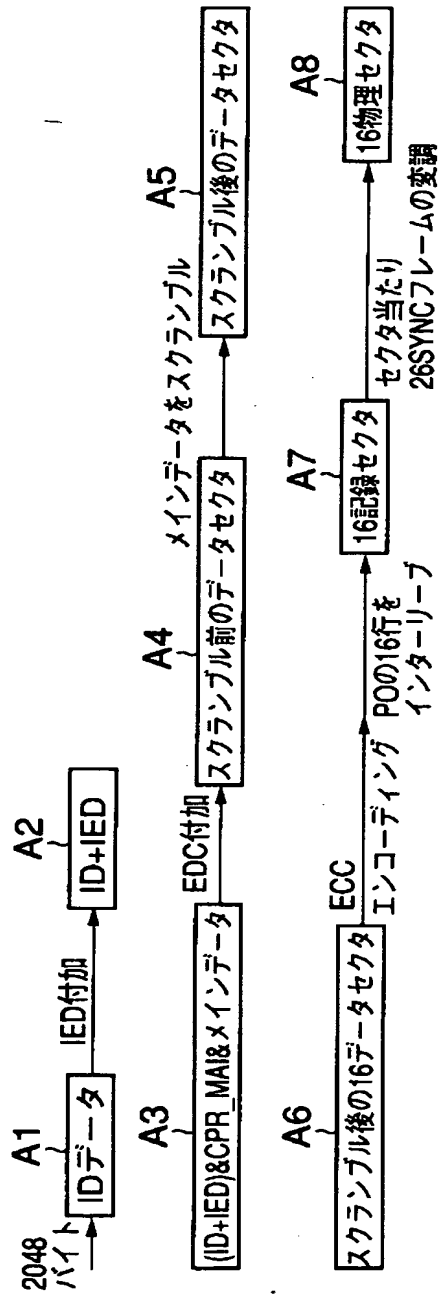 2048
バイト
A1
IDデータ
IED付加
A2
ID+IED
A3
(ID+IED)&CPR_MAI&メインデータ
EDC付加
A4
スクランブル前のデータセクタ
メインデータをスクランブル
A5
スクランブル後のデータセクタ
A6
スクランブル後の16データセクタ
ECC
エンコーディング
POの16行を
インターリーブ
A7
16記録セクタ
セクタ当たり
26SYNCフレームの変調
A8
16物理セクタ